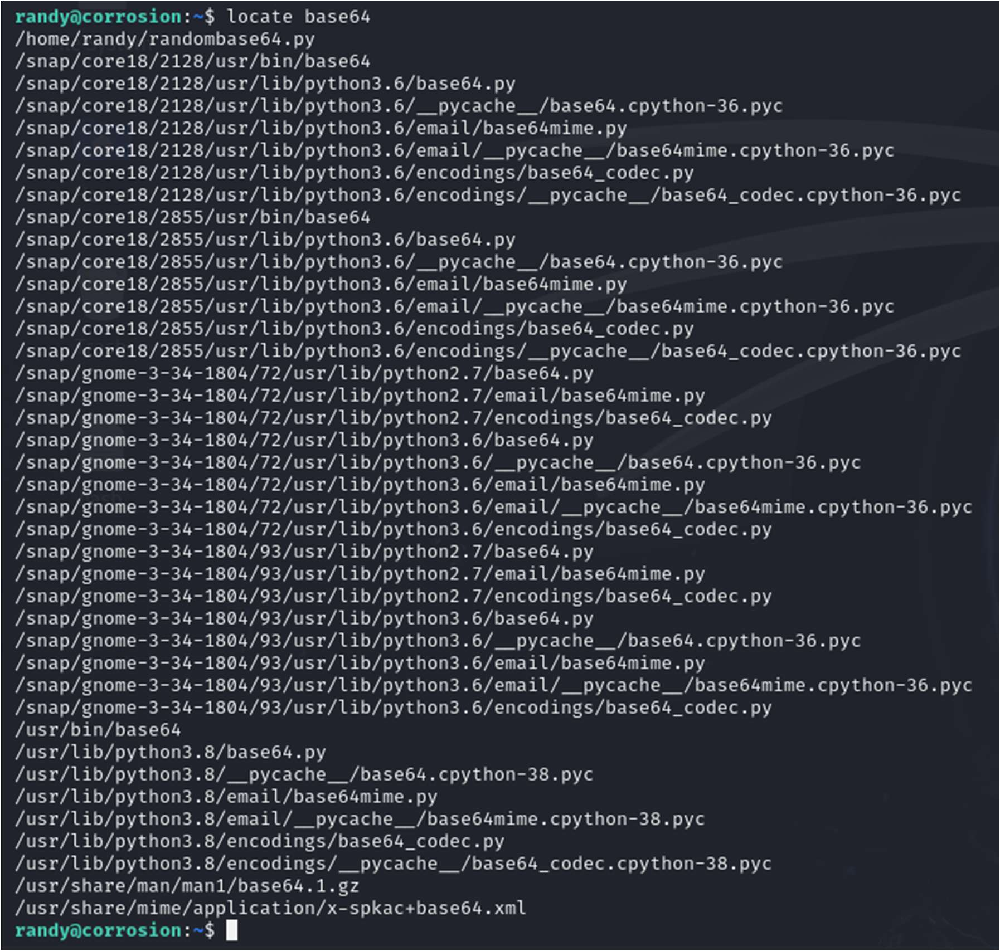 randy@corrosion:~$ locate base64
/home/randy/randombase64.py
/snap/core18/2128/usr/bin/base64
/snap/core18/2128/usr/lib/python3.6/base64.py
/snap/core18/2128/usr/lib/python3.6/__pycache__/base64.cpython-36.pyc
/snap/core18/2128/usr/lib/python3.6/email/base64mime.py
/snap/core18/2128/usr/lib/python3.6/email/__pycache__/base64mime.cpython-36.pyc
/snap/core18/2128/usr/lib/python3.6/encodings/base64_codec.py
/snap/core18/2128/usr/lib/python3.6/encodings/__pycache__/base64_codec.cpython-36.pyc
/snap/core18/2855/usr/bin/base64
/snap/core18/2855/usr/lib/python3.6/base64.py
/snap/core18/2855/usr/lib/python3.6/__pycache__/base64.cpython-36.pyc
/snap/core18/2855/usr/lib/python3.6/email/base64mime.py
/snap/core18/2855/usr/lib/python3.6/email/__pycache__/base64mime.cpython-36.pyc
/snap/core18/2855/usr/lib/python3.6/encodings/base64_codec.py
/snap/core18/2855/usr/lib/python3.6/encodings/__pycache__/base64_codec.cpython-36.pyc
/snap/gnome-3-34-1804/72/usr/lib/python2.7/base64.py
/snap/gnome-3-34-1804/72/usr/lib/python2.7/email/base64mime.py
/snap/gnome-3-34-1804/72/usr/lib/python2.7/encodings/base64_codec.py
/snap/gnome-3-34-1804/72/usr/lib/python3.6/base64.py
/snap/gnome-3-34-1804/72/usr/lib/python3.6/__pycache__/base64.cpython-36.pyc
/snap/gnome-3-34-1804/72/usr/lib/python3.6/email/base64mime.py
/snap/gnome-3-34-1804/72/usr/lib/python3.6/email/__pycache__/base64mime.cpython-36.pyc
/snap/gnome-3-34-1804/72/usr/lib/python3.6/encodings/base64_codec.py
/snap/gnome-3-34-1804/93/usr/lib/python2.7/base64.py
/snap/gnome-3-34-1804/93/usr/lib/python2.7/email/base64mime.py
/snap/gnome-3-34-1804/93/usr/lib/python2.7/encodings/base64_codec.py
/snap/gnome-3-34-1804/93/usr/lib/python3.6/base64.py
/snap/gnome-3-34-1804/93/usr/lib/python3.6/__pycache__/base64.cpython-36.pyc
/snap/gnome-3-34-1804/93/usr/lib/python3.6/email/base64mime.py
/snap/gnome-3-34-1804/93/usr/lib/python3.6/email/__pycache__/base64mime.cpython-36.pyc
/snap/gnome-3-34-1804/93/usr/lib/python3.6/encodings/base64_codec.py
/usr/bin/base64
/usr/lib/python3.8/base64.py
/usr/lib/python3.8/__pycache__/base64.cpython-38.pyc
/usr/lib/python3.8/email/base64mime.py
/usr/lib/python3.8/email/__pycache__/base64mime.cpython-38.pyc
/usr/lib/python3.8/encodings/base64_codec.py
/usr/lib/python3.8/encodings/__pycache__/base64_codec.cpython-38.pyc
/usr/share/man/man1/base64.1.gz
/usr/share/mime/application/x-spkac+base64.xml
randy@corrosion:~$